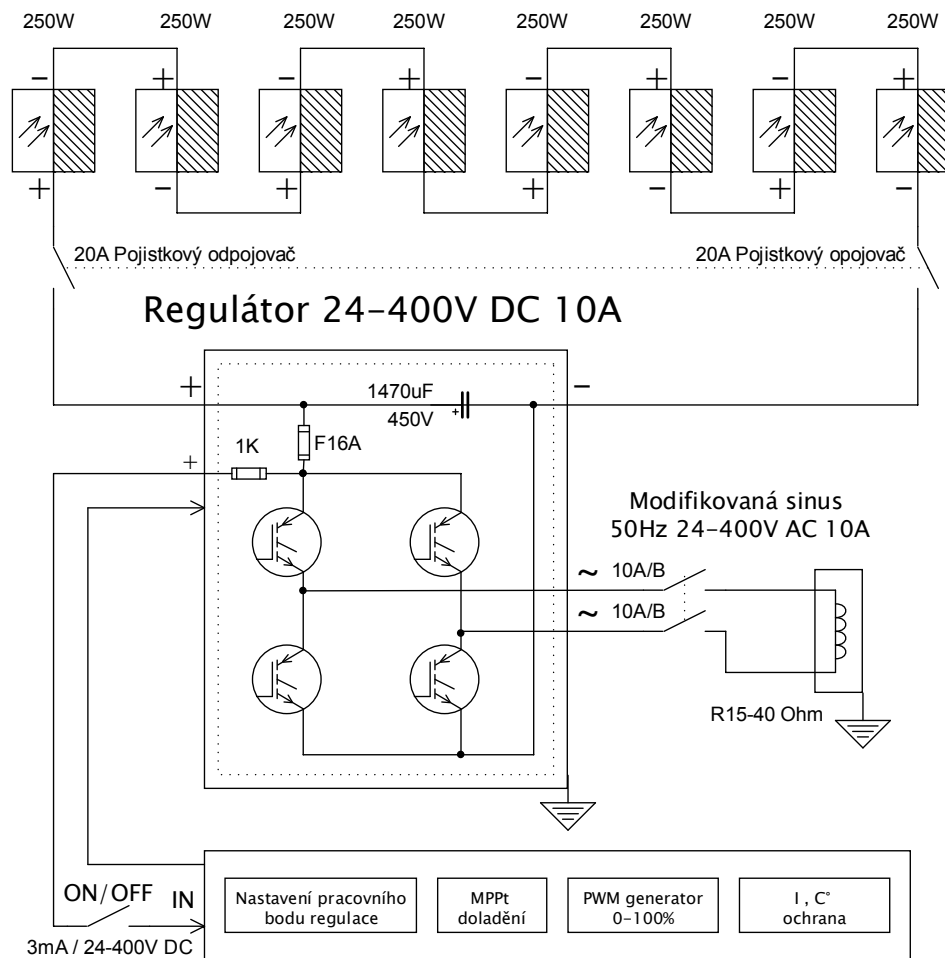 250W 250W 250W 250W 250W 250W 250W 250W
− + − + − + − +
+ − + − + − + −
20A Pojistkový odpojovač
20A Pojistkový opojovač
Regulátor 24-400V DC 10A
+
−
1470uF
450V
+
F16A
1K
+
Modifikovaná sinus
50Hz 24-400V AC 10A
~ 10A/B
~ 10A/B
R15-40 Ohm
ON/OFF
IN
3mA / 24-400V DC
Nastavení pracovního
bodu regulace
MPPt
doladění
PWM generator
0-100%
I , C°
ochrana